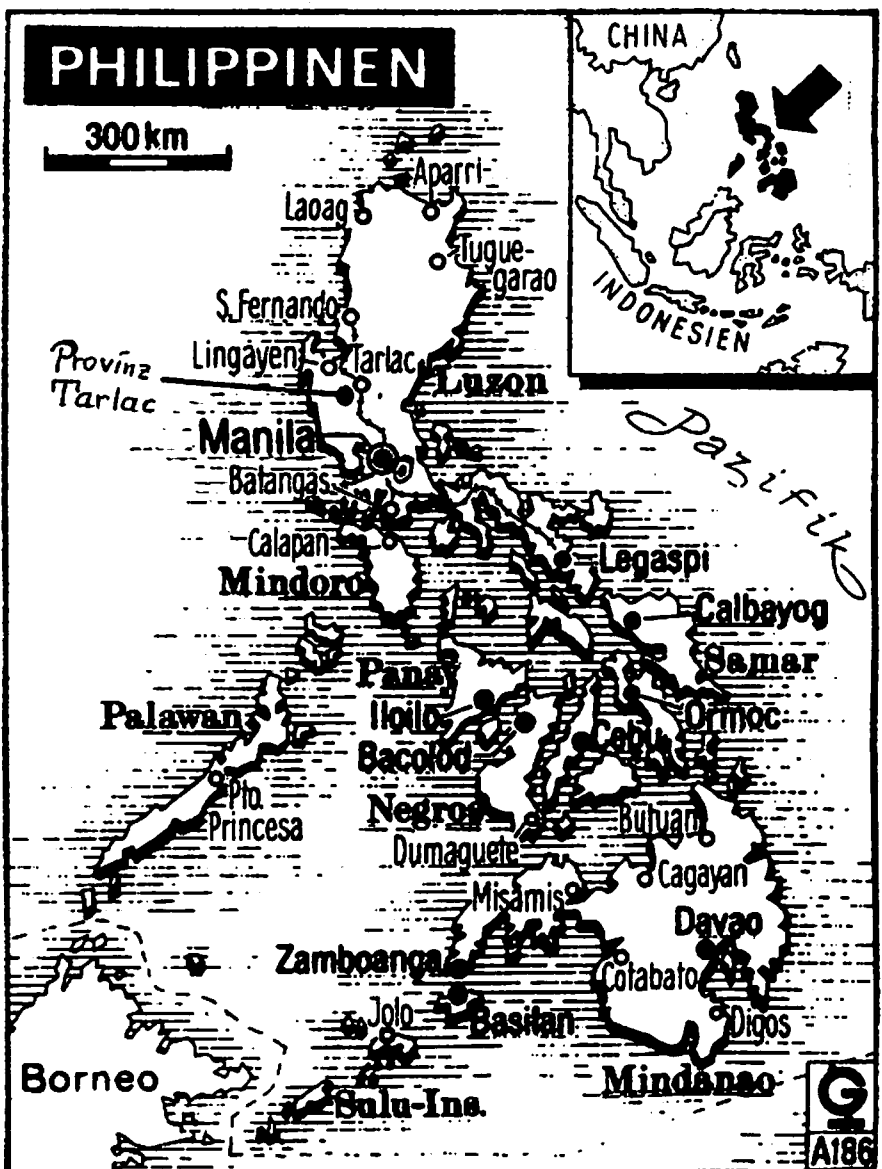 PHILIPPINEN
300 km
CHINA
INDONESIEN
Aparri
Laoag
Tugue-
garao
S. Fernando
Lingayen
Tarlac
Provinz
Tarlac
Luzon
Pazifik
Manila
Batangas
Calapan
Mindoro
Legaspi
Calbayog
Samar
Panay
Palawan
Iloilo
Ormoc
Cebu
Bacolod
Pto.
Princesa
Negros
Dumaguete
Butuan
Misamis
Cagayan
Davao
Zamboanga
Cotabato
Basilan
Jolo
Digos
Borneo
Mindanao
Sulu-Ins.
G
A186